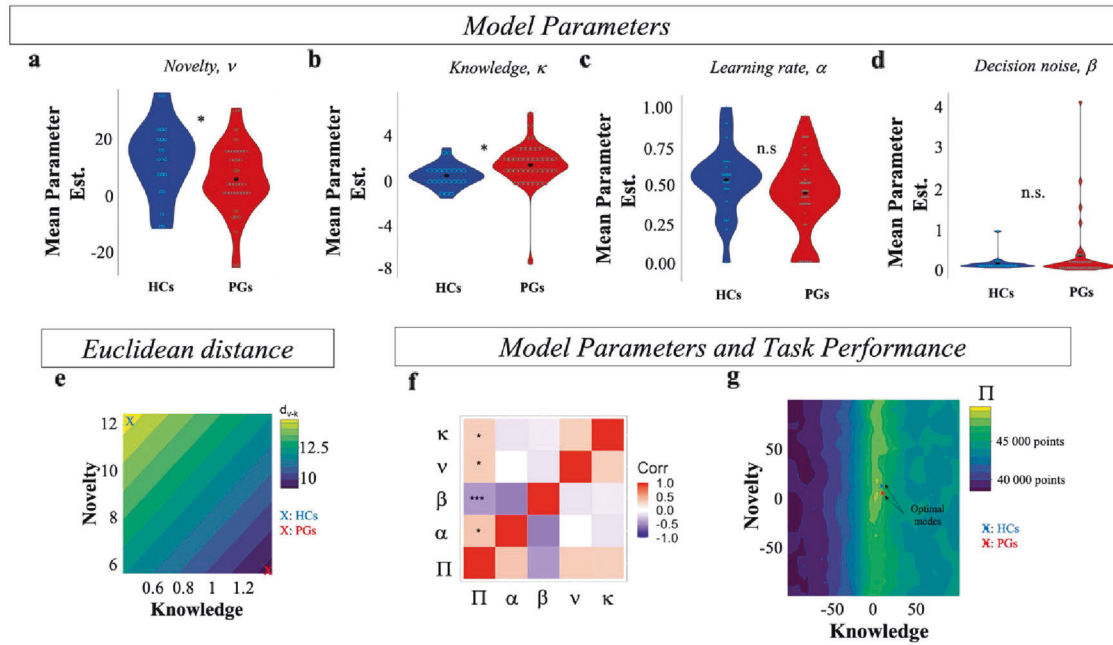 Model Parameters
a
Novelty, ν
Mean Parameter
Est.
20
0
-20
*
HCs
PGs
b
Knowledge, κ
Mean Parameter
Est.
4
0
-4
-8
*
HCs
PGs
c
Learning rate, α
Mean Parameter
Est.
1.00
0.75
0.50
0.25
0.00
n.s
HCs
PGs
d
Decision noise, β
Mean Parameter
Est.
4
3
2
1
0
n.s.
HCs
PGs
Euclidean distance
e
Novelty
12
10
8
6
X
X
0.6 0.8 1 1.2
Knowledge
dν-k
12.5
10
X: HCs
X: PGs
Model Parameters and Task Performance
f
κ
ν
β
α
Π
*
*
***
*
Π α β ν κ
Corr
1.0
0.5
0.0
-0.5
-1.0
g
Novelty
50
0
-50
Optimal
modes
-50 0 50
Knowledge
Π
45 000 points
40 000 points
X: HCs
X: PGs